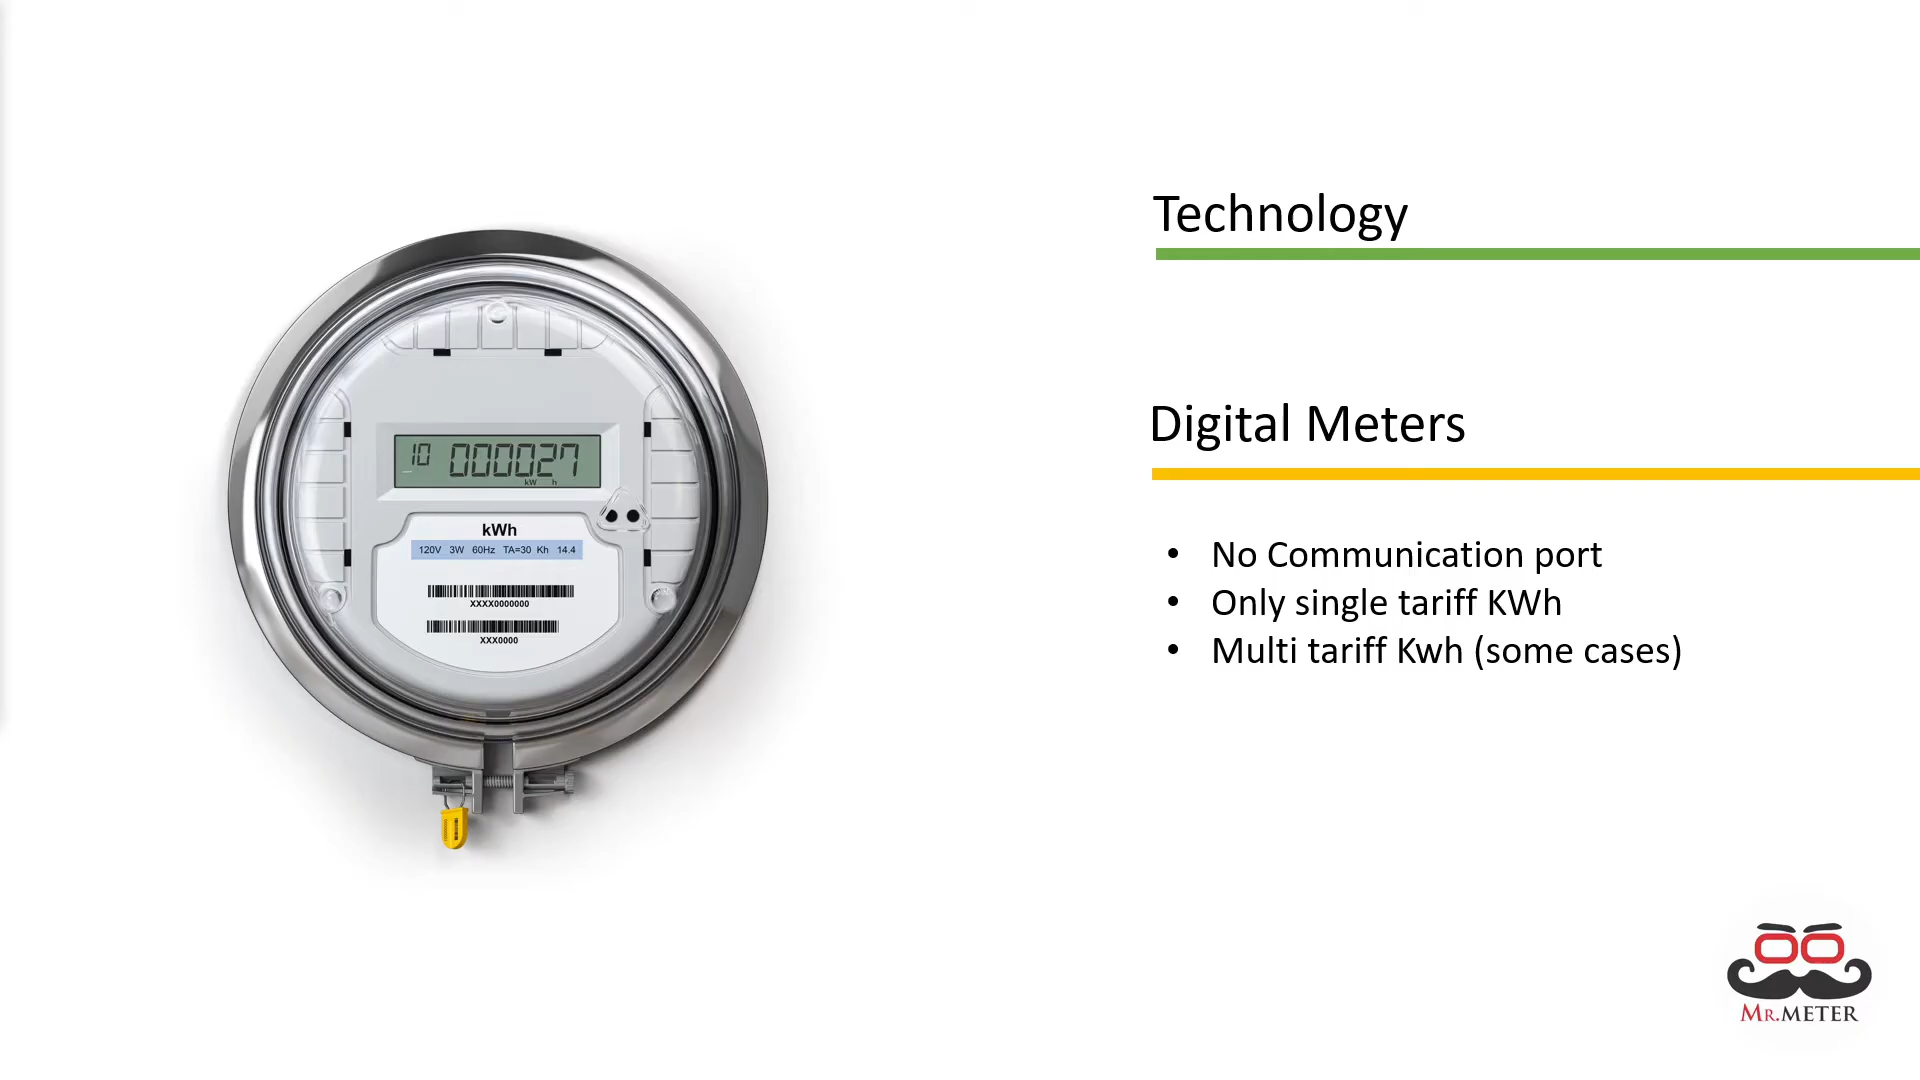 Technology
Digital Meters
• No Communication port
• Only single tariff KWh
• Multi tariff Kwh (some cases)
10 000027
kW h
kWh
120V 3W 60Hz TA=30 Kh 14.4
XXXX0000000
XXX0000
MR.METER